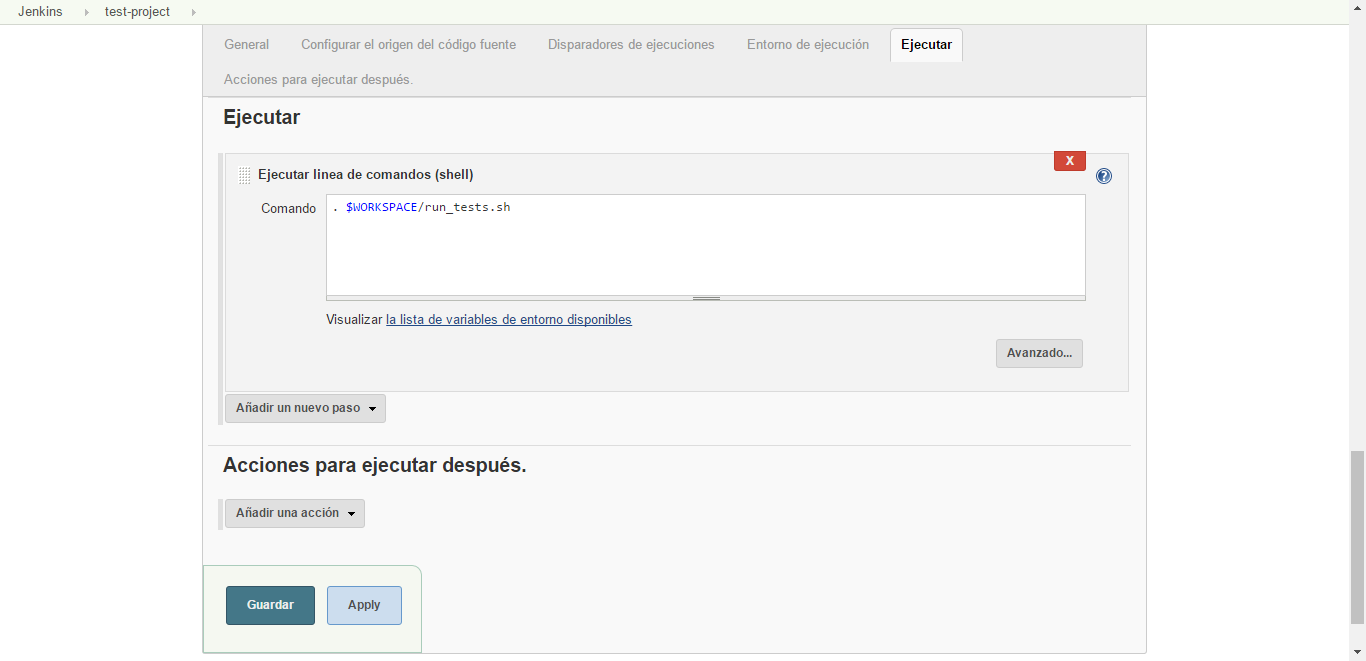 Jenkins test-project
General Configurar el origen del código fuente Disparadores de ejecuciones Entorno de ejecución Ejecutar
Acciones para ejecutar después.
Ejecutar
X
Ejecutar linea de comandos (shell) ?
Comando . $WORKSPACE/run_tests.sh
Visualizar la lista de variables de entorno disponibles
Avanzado...
Añadir un nuevo paso
Acciones para ejecutar después.
Añadir una acción
Guardar Apply